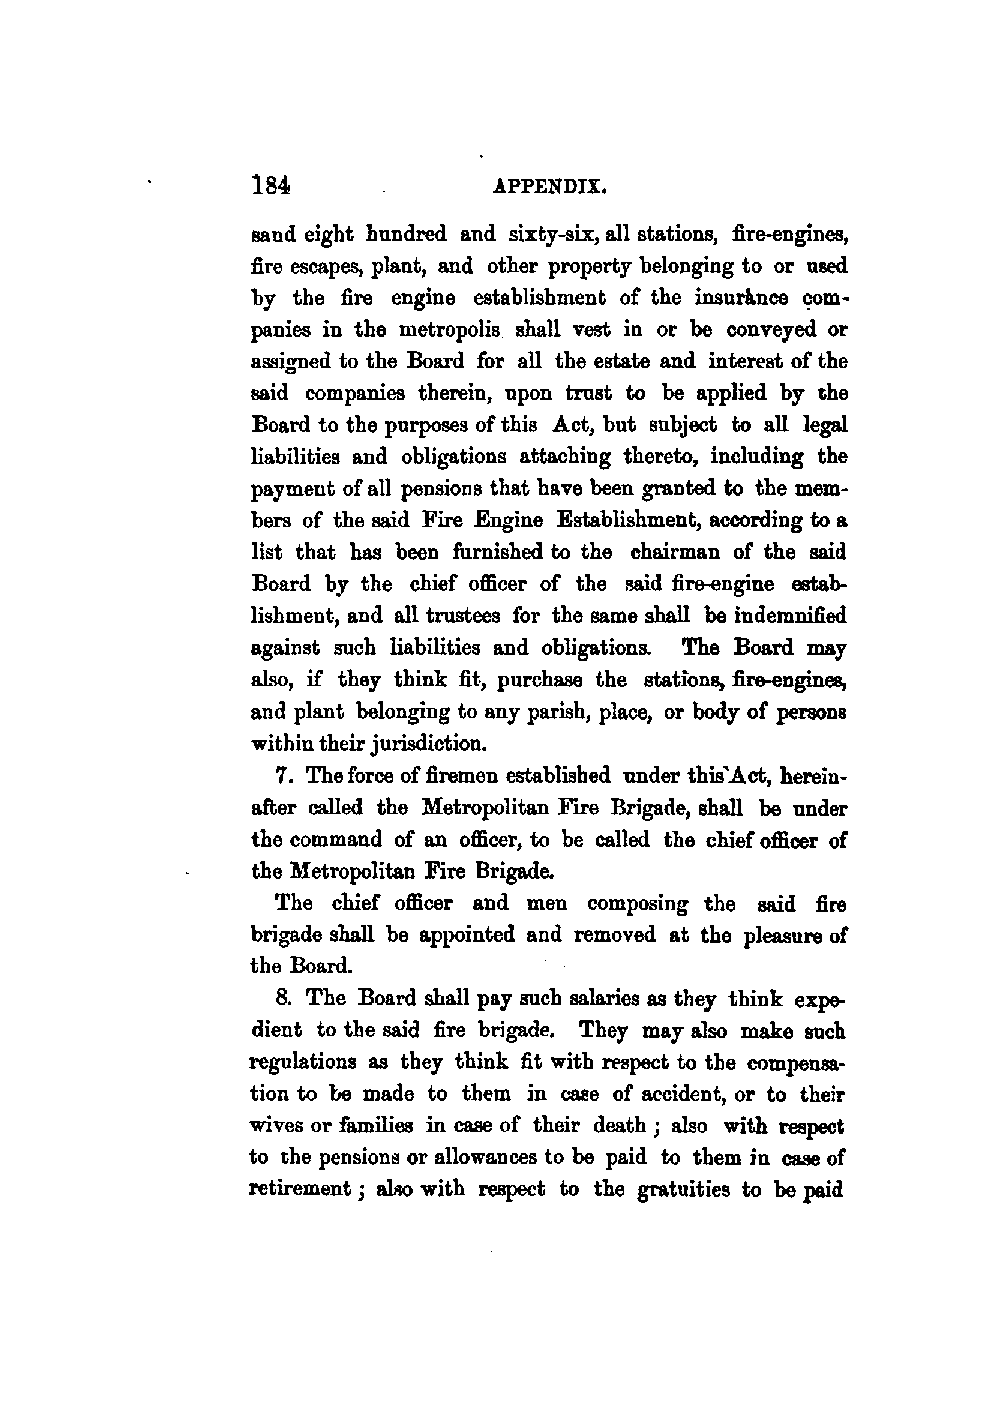 184 APPENDIX.
sand eight hundred and sixty-six, all stations, fire-engines,
fire escapes, plant, and other property belonging to or used
by the fire engine establishment of the insurance com-
panies in the metropolis shall vest in or be conveyed or
assigned to the Board for all the estate and interest of the
said companies therein, upon trust to be applied by the
Board to the purposes of this Act, but subject to all legal
liabilities and obligations attaching thereto, including the
payment of all pensions that have been granted to the mem-
bers of the said Fire Engine Establishment, according to a
list that has been furnished to the chairman of the said
Board by the chief officer of the said fire-engine estab-
lishment, and all trustees for the same shall be indemnified
against such liabilities and obligations. The Board may
also, if they think fit, purchase the stations, fire-engines,
and plant belonging to any parish, place, or body of persons
within their jurisdiction.
7. The force of firemen established under this Act, herein-
after called the Metropolitan Fire Brigade, shall be under
the command of an officer, to be called the chief officer of
the Metropolitan Fire Brigade.
The chief officer and men composing the said fire
brigade shall be appointed and removed at the pleasure of
the Board.
8. The Board shall pay such salaries as they think expe-
dient to the said fire brigade. They may also make such
regulations as they think fit with respect to the compensa-
tion to be made to them in case of accident, or to their
wives or families in case of their death ; also with respect
to the pensions or allowances to be paid to them in case of
retirement ; also with respect to the gratuities to be paid